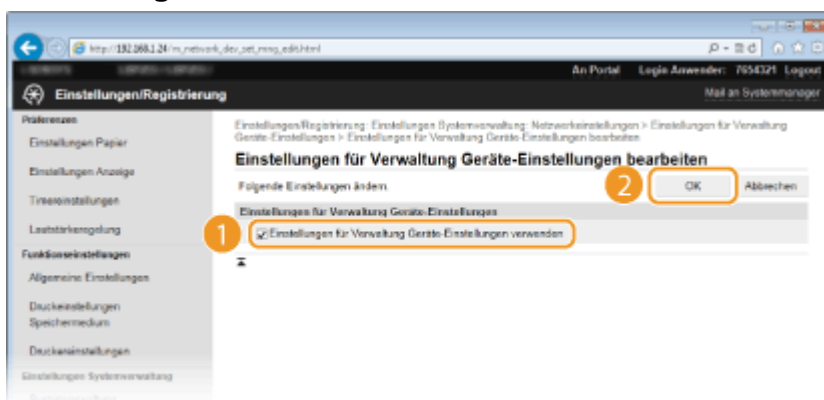 http://192.168.1.24/m_network_dev_set_mng_edit.html
An Portal Login Anwender: 7654321 Logout
Einstellungen/Registrierung
Mail an Systemmanager
Präferenzen
Einstellungen/Registrierung: Einstellungen Systemverwaltung: Netzwerkeinstellungen > Einstellungen für Verwaltung
Geräte-Einstellungen > Einstellungen für Verwaltung Geräte-Einstellungen bearbeiten
Einstellungen Papier
Einstellungen für Verwaltung Geräte-Einstellungen bearbeiten
Einstellungen Anzeige
Folgende Einstellungen ändern.
2
OK
Abbrechen
Timereinstellungen
Einstellungen für Verwaltung Geräte-Einstellungen
Lautstärkeregelung
1
Einstellungen für Verwaltung Geräte-Einstellungen verwenden
Funktionseinstellungen
Allgemeine Einstellungen
Druckeinstellungen
Speichermedium
Druckereinstellungen
Einstellungen Systemverwaltung